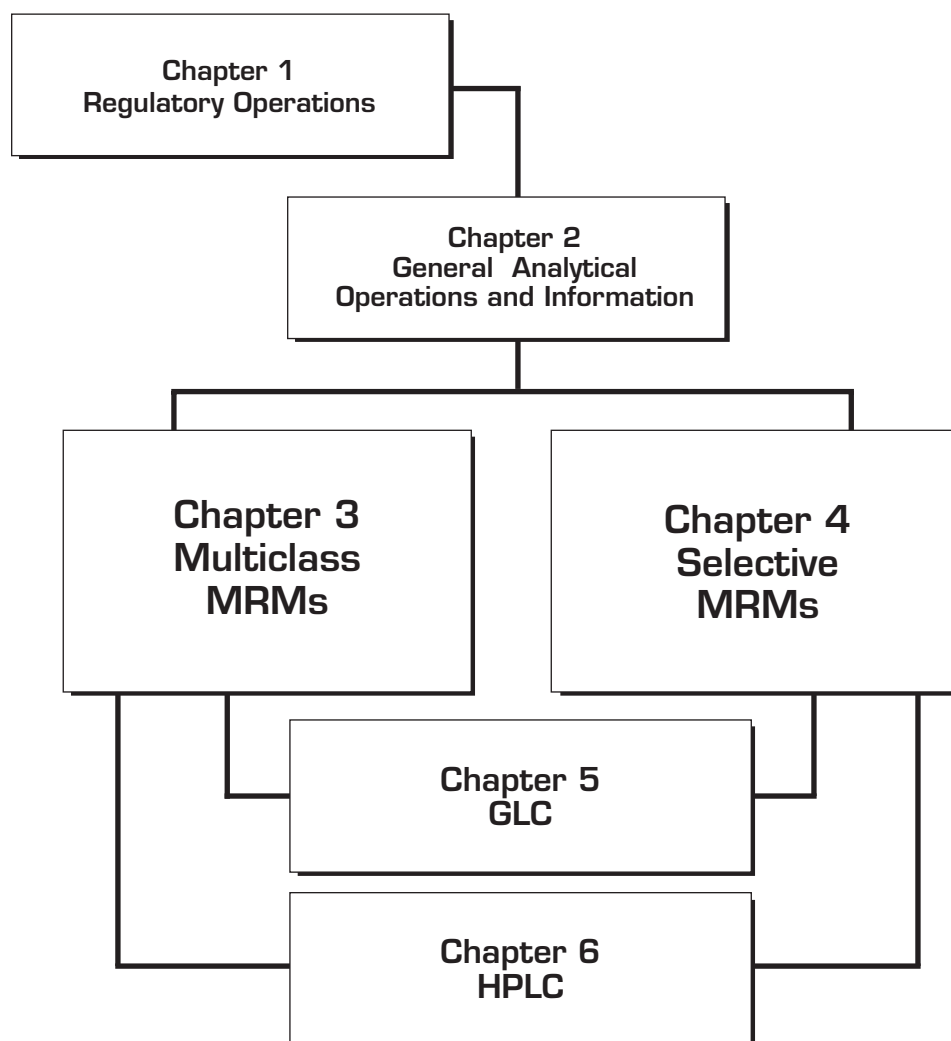 Chapter 1
Regulatory Operations
Chapter 2
General Analytical
Operations and Information
Chapter 3
Multiclass
MRMs
Chapter 4
Selective
MRMs
Chapter 5
GLC
Chapter 6
HPLC